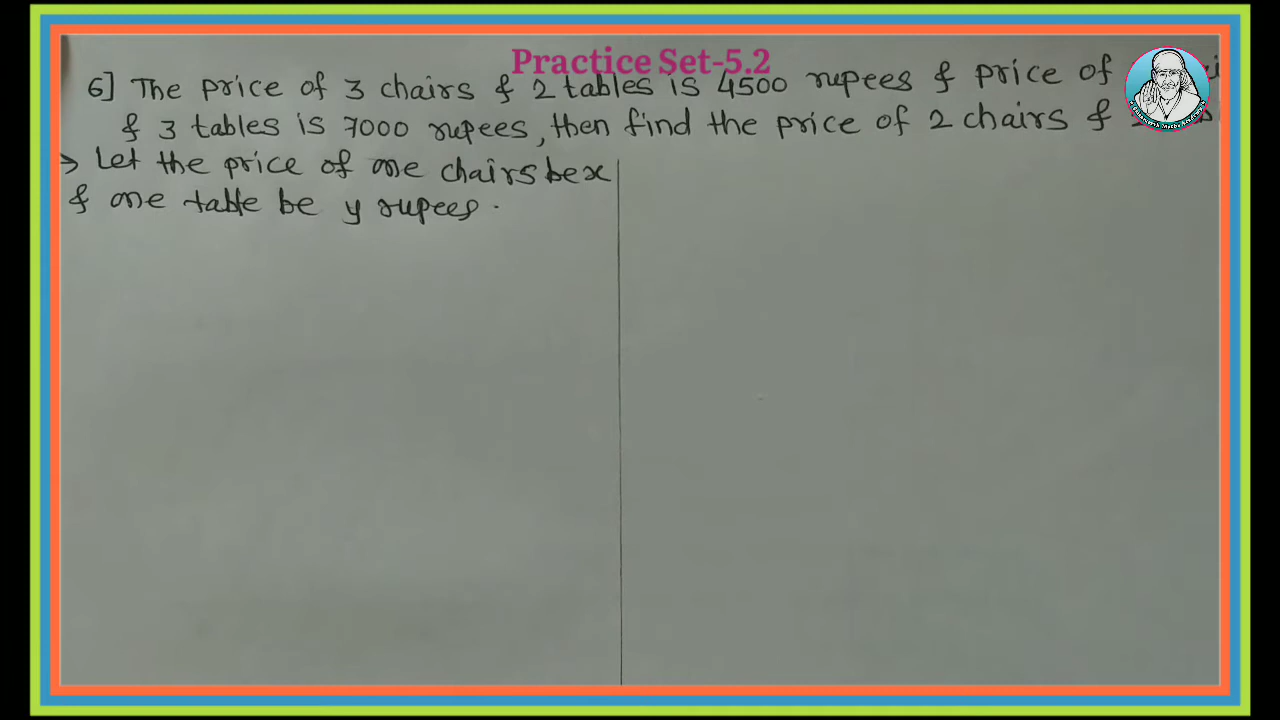 Practice Set-5.2
6] The price of 3 chairs & 2 tables is 4500 rupees & price of
& 3 tables is 7000 rupees, then find the price of 2 chairs &
→ Let the price of one chairs be x
& one table be y rupees.